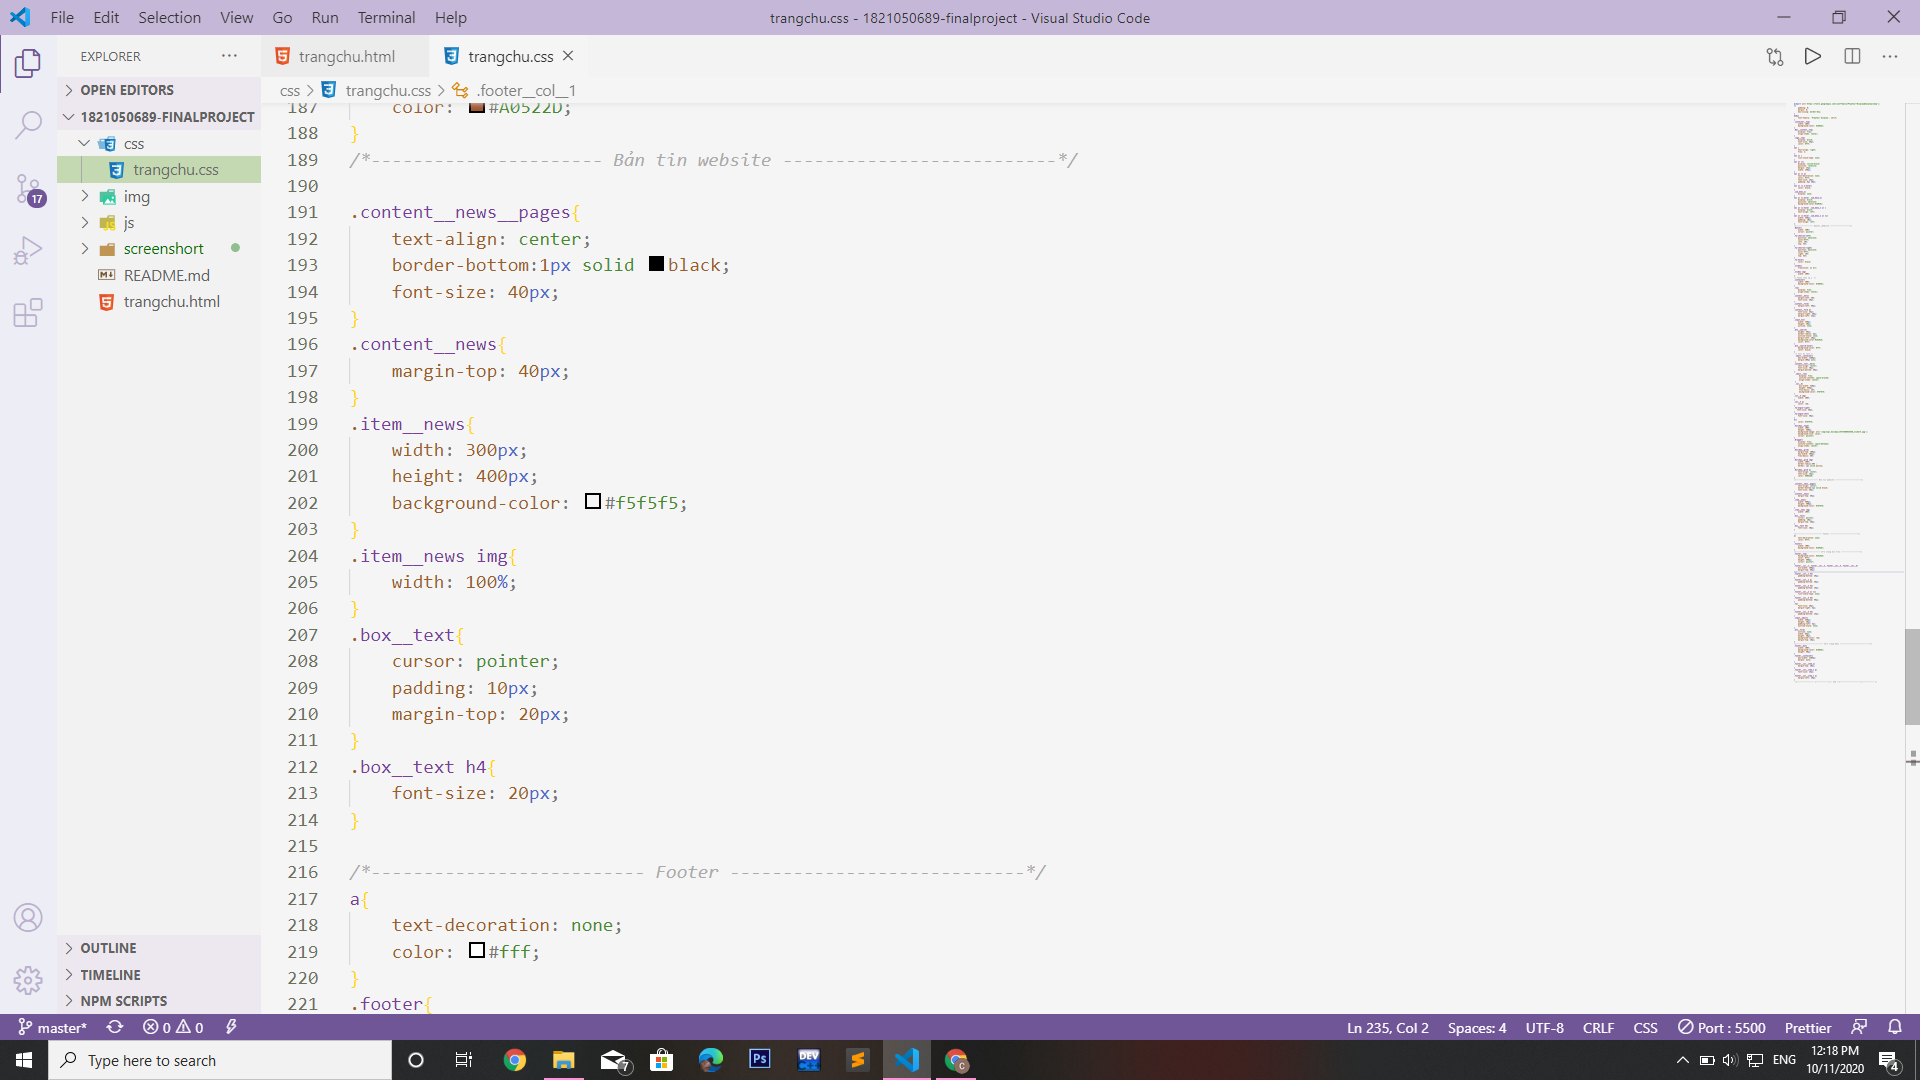 File Edit Selection View Go Run Terminal Help
trangchu.css - 1821050689-finalproject - Visual Studio Code
EXPLORER
OPEN EDITORS
1821050689-FINALPROJECT
css
trangchu.css
img
js
screenshort
README.md
trangchu.html
OUTLINE
TIMELINE
NPM SCRIPTS
17
trangchu.html
trangchu.css
css > trangchu.css > .footer__col__1
187 color: #A0522D;
188 }
189 /*---------------------- Bản tin website --------------------------*/
190
191 .content__news__pages{
192 text-align: center;
193 border-bottom:1px solid black;
194 font-size: 40px;
195 }
196 .content__news{
197 margin-top: 40px;
198 }
199 .item__news{
200 width: 300px;
201 height: 400px;
202 background-color: #f5f5f5;
203 }
204 .item__news img{
205 width: 100%;
206 }
207 .box__text{
208 cursor: pointer;
209 padding: 10px;
210 margin-top: 20px;
211 }
212 .box__text h4{
213 font-size: 20px;
214 }
215
216 /*-------------------------- Footer ----------------------------*/
217 a{
218 text-decoration: none;
219 color: #fff;
220 }
221 .footer{
master* 0 0 Ln 235, Col 2 Spaces: 4 UTF-8 CRLF CSS Port : 5500 Prettier
Type here to search
7
Ps
DEV C++
C
ENG
12:18 PM
10/11/2020
4